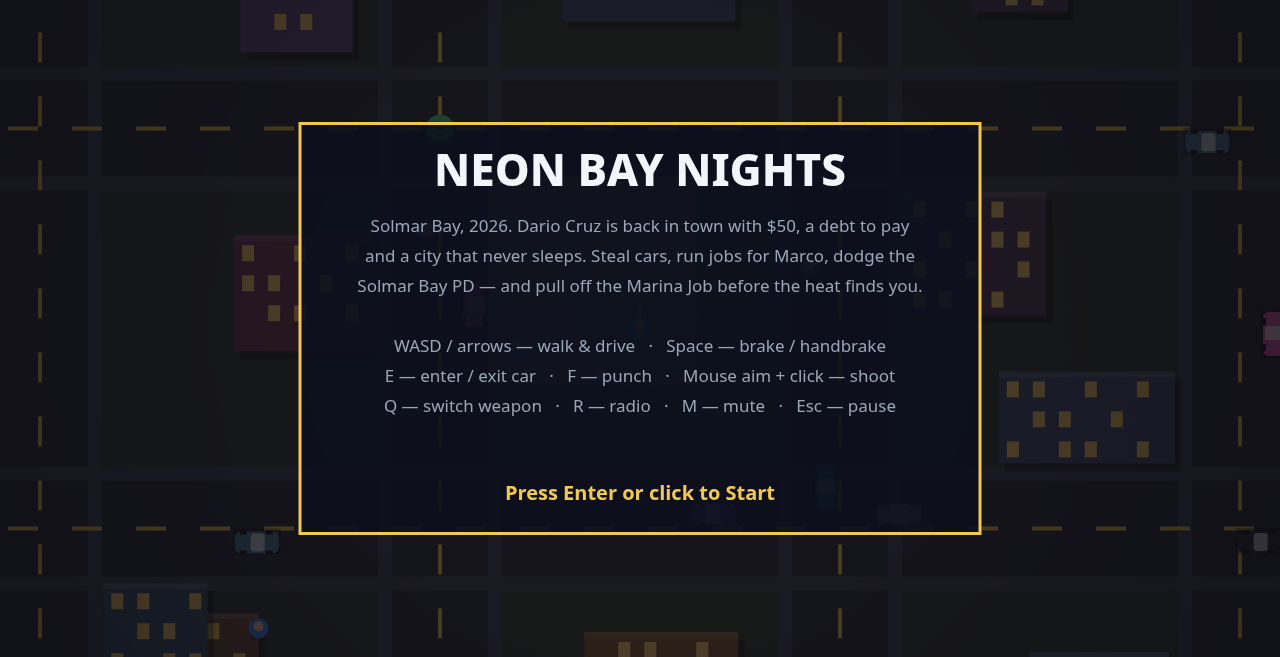 NEON BAY NIGHTS
Solmar Bay, 2026. Dario Cruz is back in town with $50, a debt to pay
and a city that never sleeps. Steal cars, run jobs for Marco, dodge the
Solmar Bay PD — and pull off the Marina Job before the heat finds you.
WASD / arrows — walk & drive · Space — brake / handbrake
E — enter / exit car · F — punch · Mouse aim + click — shoot
Q — switch weapon · R — radio · M — mute · Esc — pause
Press Enter or click to Start